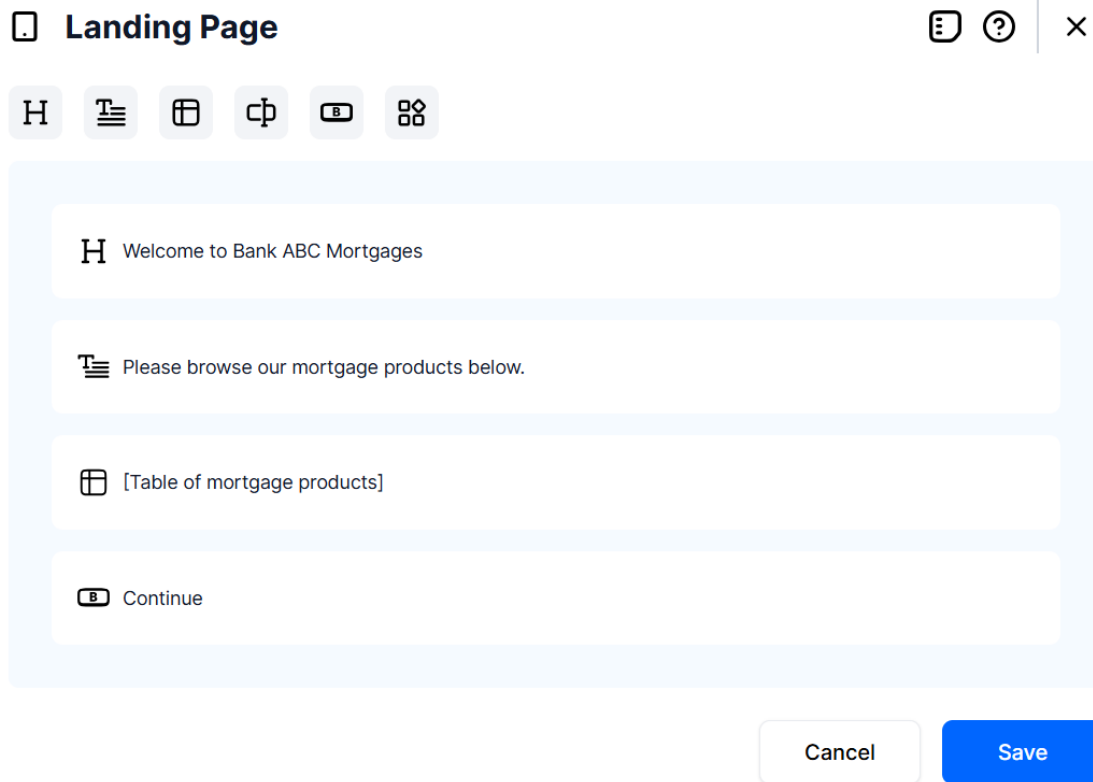 Landing Page
H
T
B
H Welcome to Bank ABC Mortgages
T Please browse our mortgage products below.
[Table of mortgage products]
B Continue
Cancel
Save